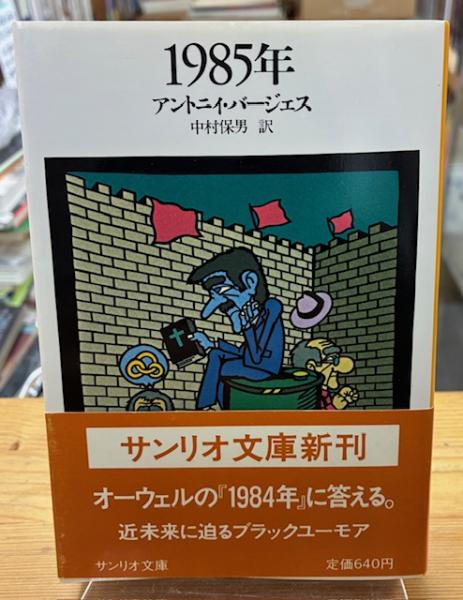 1985年
アントニイ・バージェス
中村保男 訳
サンリオ文庫新刊
オーウェルの『1984年』に答える。
近未来に迫るブラックユーモア
サンリオ文庫 定価640円